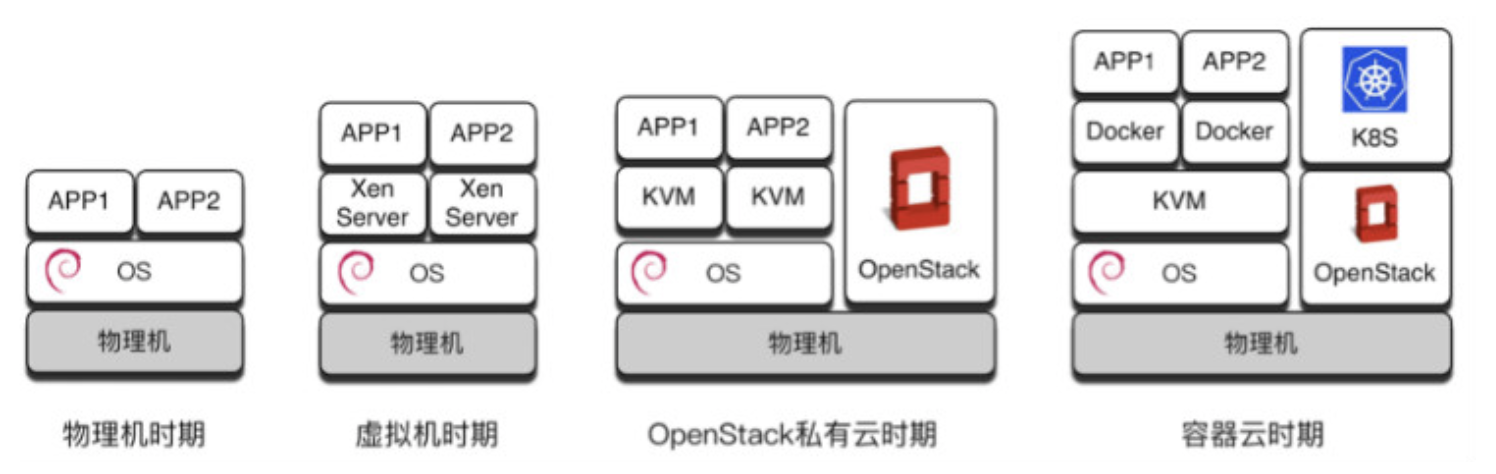 APP1 APP2
OS
物理机
物理机时期
APP1 APP2
Xen Xen
Server Server
OS
物理机
虚拟机时期
APP1 APP2
KVM KVM
OS
OpenStack
物理机
OpenStack私有云时期
APP1 APP2
Docker Docker
K8S
KVM
OS
OpenStack
物理机
容器云时期